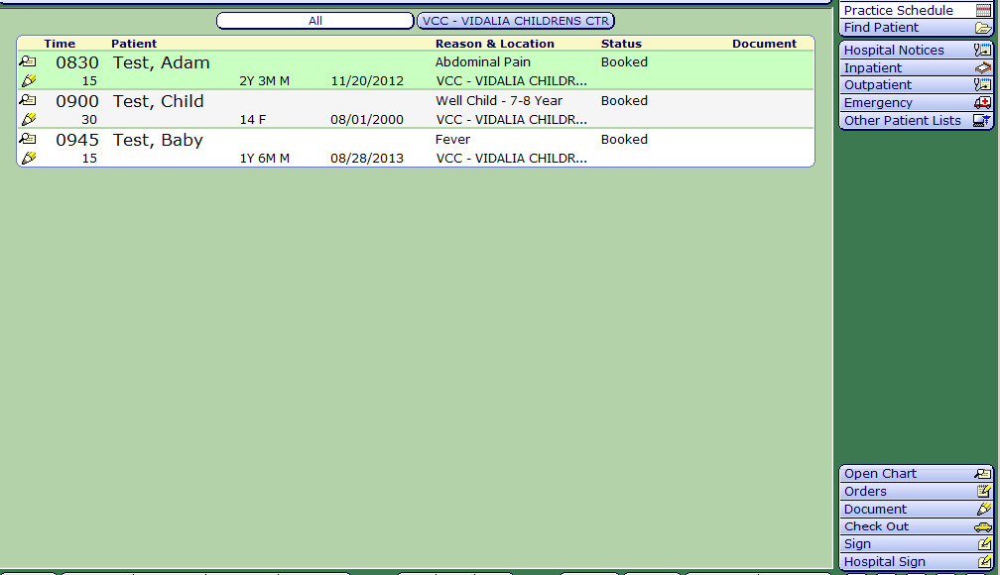 All VCC - VIDALIA CHILDRENS CTR
Time Patient Reason & Location Status Document
0830 Test, Adam Abdominal Pain Booked
15 2Y 3M M 11/20/2012 VCC - VIDALIA CHILDR...
0900 Test, Child Well Child - 7-8 Year Booked
30 14 F 08/01/2000 VCC - VIDALIA CHILDR...
0945 Test, Baby Fever Booked
15 1Y 6M M 08/28/2013 VCC - VIDALIA CHILDR...
Practice Schedule
Find Patient
Hospital Notices
Inpatient
Outpatient
Emergency
Other Patient Lists
Open Chart
Orders
Document
Check Out
Sign
Hospital Sign